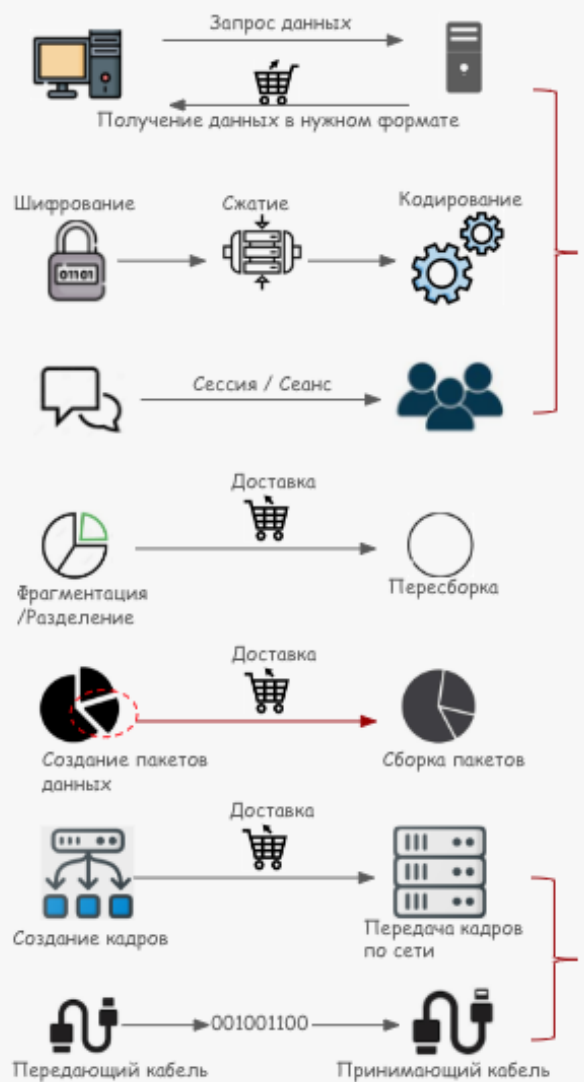 Запрос данных
Получение данных в нужном формате
Шифрование
Сжатие
Кодирование
01101
Сессия / Сеанс
Доставка
Фрагментация
/Разделение
Пересборка
Доставка
Создание пакетов
данных
Сборка пакетов
Доставка
Создание кадров
Передача кадров
по сети
001001100
Передающий кабель
Принимающий кабель